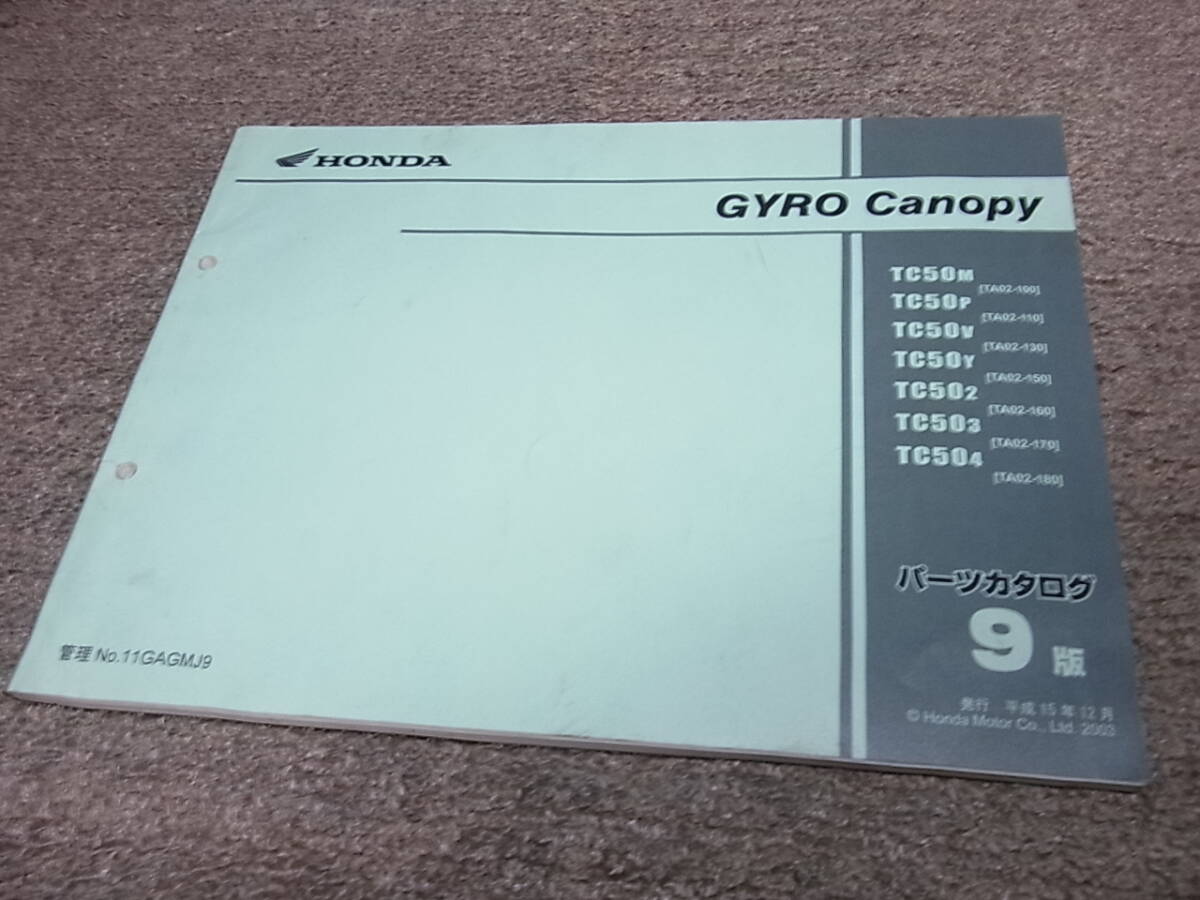 HONDA
GYRO Canopy
TC50M
[TA02-100]
TC50P
[TA02-110]
TC50V
[TA02-130]
TC50Y
[TA02-150]
TC502
[TA02-160]
TC503
[TA02-170]
TC504
[TA02-180]
パーツカタログ
9版
発行 平成15年12月
© Honda Motor Co., Ltd. 2003
管理 No.11GAGMJ9